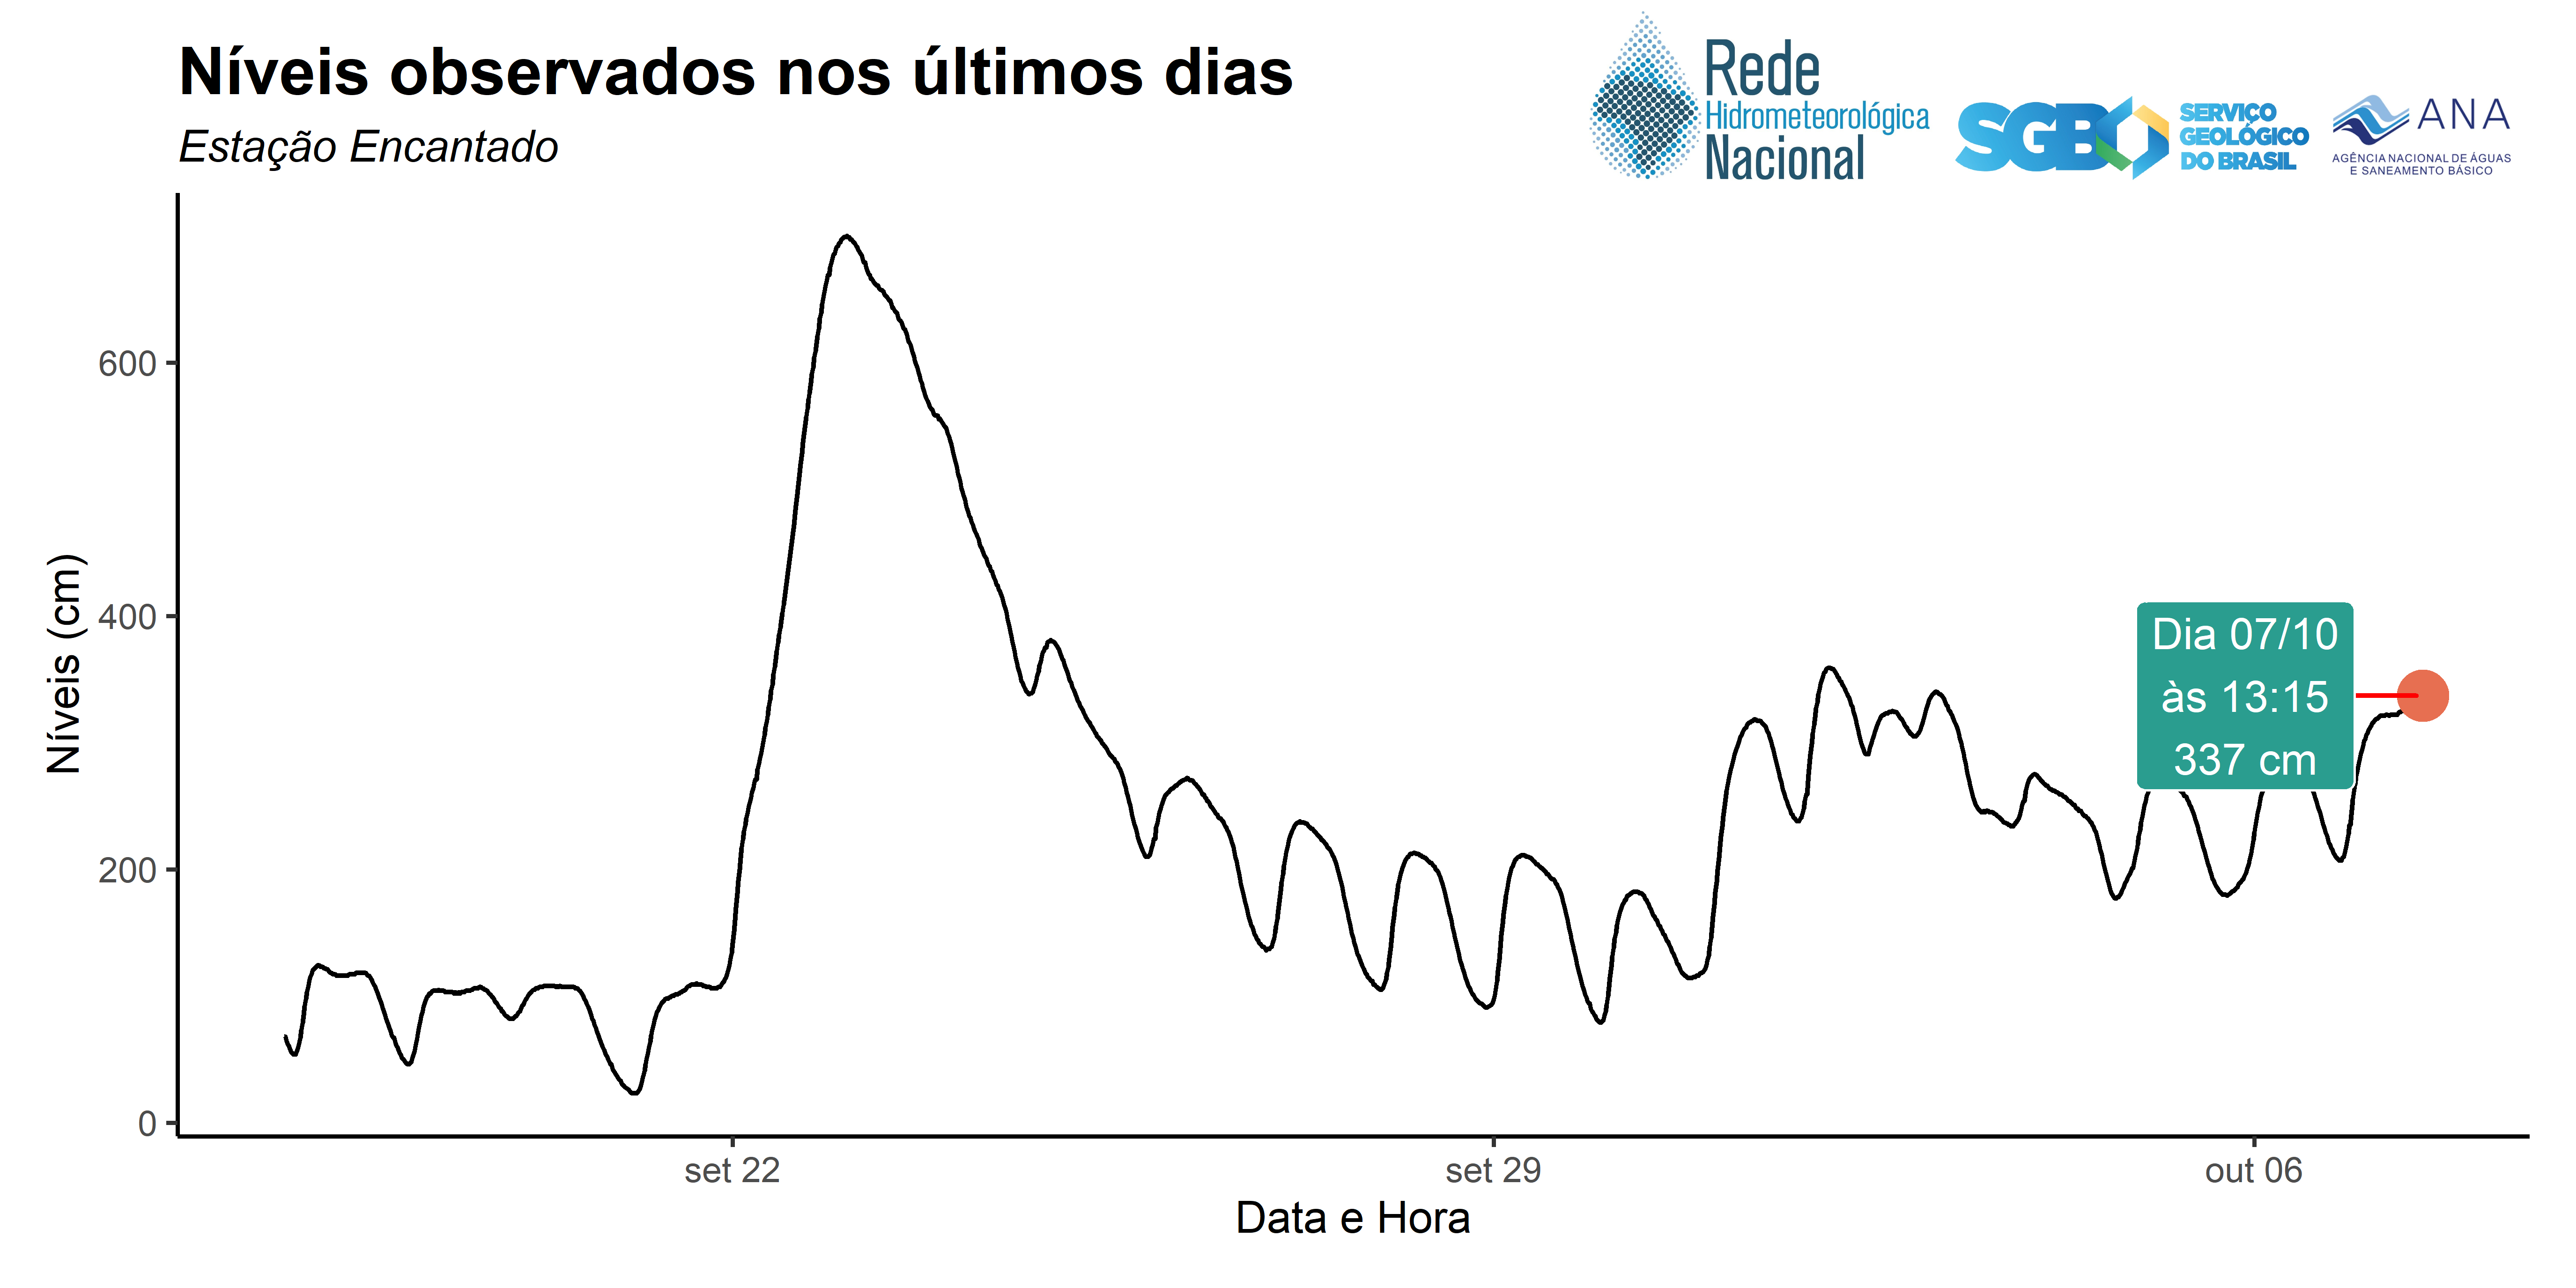 Níveis observados nos últimos dias
Estação Encantado
Rede
Hidrometeorológica
Nacional
SGB
SERVIÇO
GEOLÓGICO
DO BRASIL
ANA
AGÊNCIA NACIONAL DE ÁGUAS
E SANEAMENTO BÁSICO
Níveis (cm)
600
400
200
0
Dia 07/10
às 13:15
337 cm
set 22
set 29
out 06
Data e Hora